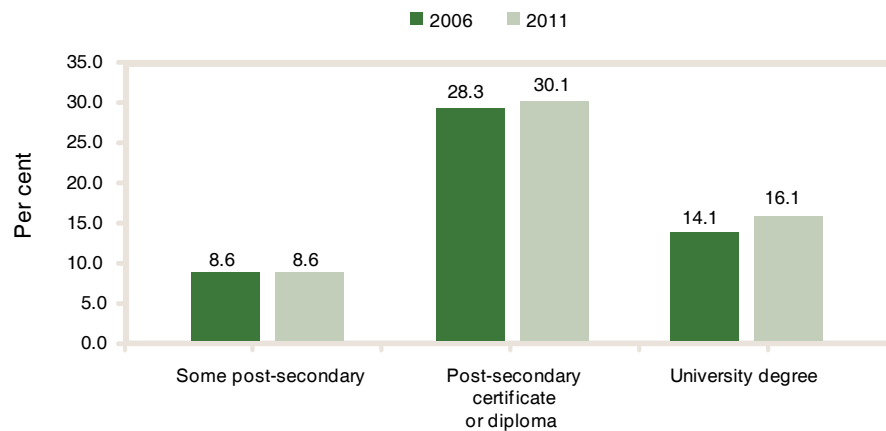 2006 2011
35.0
30.0
25.0
20.0
15.0
10.0
5.0
0.0
Per cent
8.6 8.6
28.3 30.1
14.1 16.1
Some post-secondary
Post-secondary
certificate
or diploma
University degree